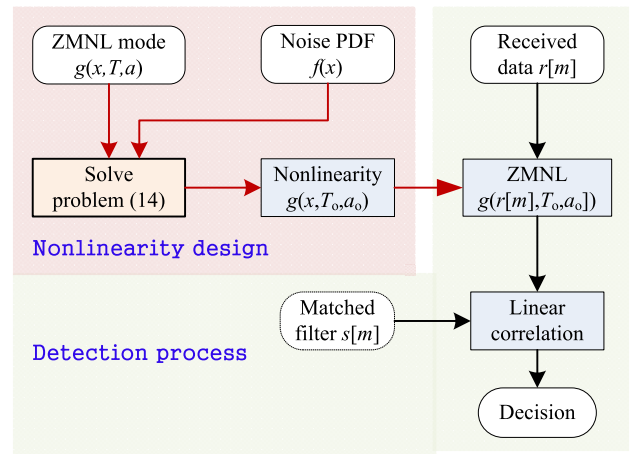 ZMNL mode
g(x,T,a)
Noise PDF
f(x)
Received
data r[m]
Solve
problem (14)
Nonlinearity
g(x,Tₒ,aₒ)
ZMNL
g(r[m],Tₒ,aₒ])
Nonlinearity design
Matched
filter s[m]
Linear
correlation
Detection process
Decision